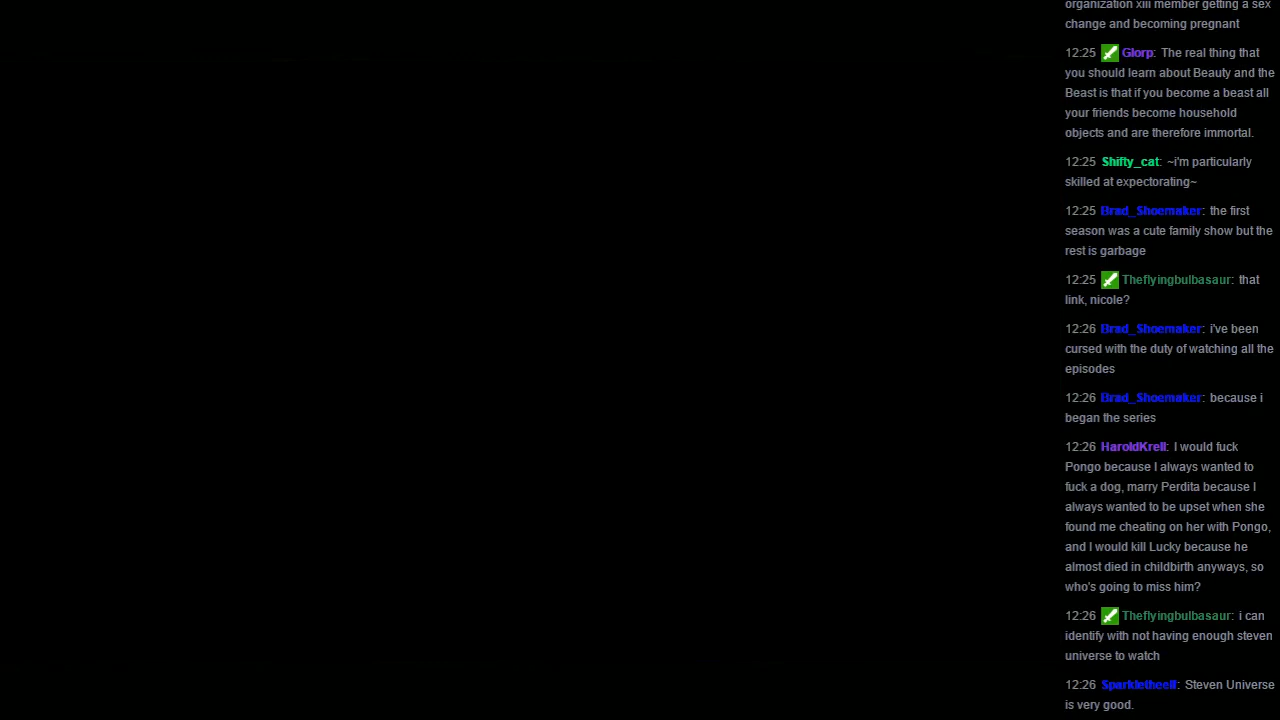 organization xiii member getting a sex
change and becoming pregnant
12:25 Glorp: The real thing that
you should learn about Beauty and the
Beast is that if you become a beast all
your friends become household
objects and are therefore immortal.
12:25 Shifty_cat: ~i'm particularly
skilled at expectorating~
12:25 Brad_Shoemaker: the first
season was a cute family show but the
rest is garbage
12:25 Theflyingbulbasaur: that
link, nicole?
12:26 Brad_Shoemaker: i've been
cursed with the duty of watching all the
episodes
12:26 Brad_Shoemaker: because i
began the series
12:26 HaroldKrell: I would fuck
Pongo because I always wanted to
fuck a dog, marry Perdita because I
always wanted to be upset when she
found me cheating on her with Pongo,
and I would kill Lucky because he
almost died in childbirth anyways, so
who's going to miss him?
12:26 Theflyingbulbasaur: i can
identify with not having enough steven
universe to watch
12:26 Sparkletheelf: Steven Universe
is very good.